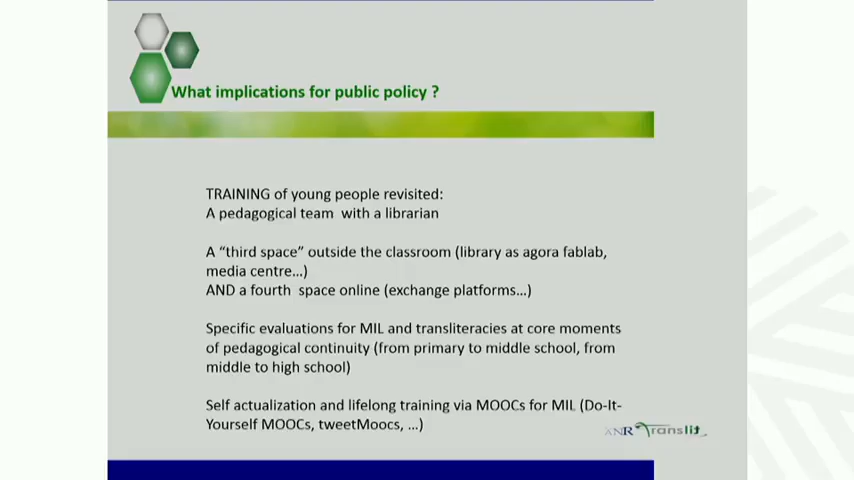 What implications for public policy ?
TRAINING of young people revisited:
A pedagogical team with a librarian
A “third space” outside the classroom (library as agora fablab,
media centre…)
AND a fourth space online (exchange platforms…)
Specific evaluations for MIL and transliteracies at core moments
of pedagogical continuity (from primary to middle school, from
middle to high school)
Self actualization and lifelong training via MOOCs for MIL (Do-It-
Yourself MOOCs, tweetMoocs, …)
ANR Translit